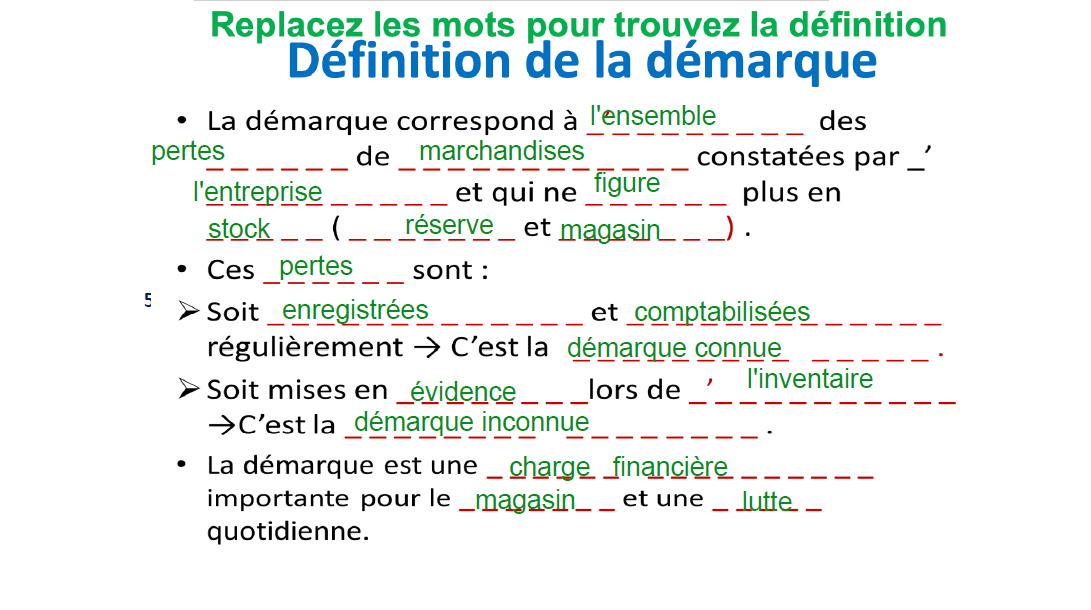 Replacez les mots pour trouvez la définition
Définition de la démarque
• La démarque correspond à l'ensemble des
pertes de marchandises constatées par _’
l'entreprise et qui ne figure plus en
stock ( réserve et magasin ) .
• Ces pertes sont :
5
➢ Soit enregistrées et comptabilisées
régulièrement → C’est la démarque connue .
➢ Soit mises en évidence lors de ’ l'inventaire
→C’est la démarque inconnue .
• La démarque est une charge financière
importante pour le magasin et une lutte
quotidienne.